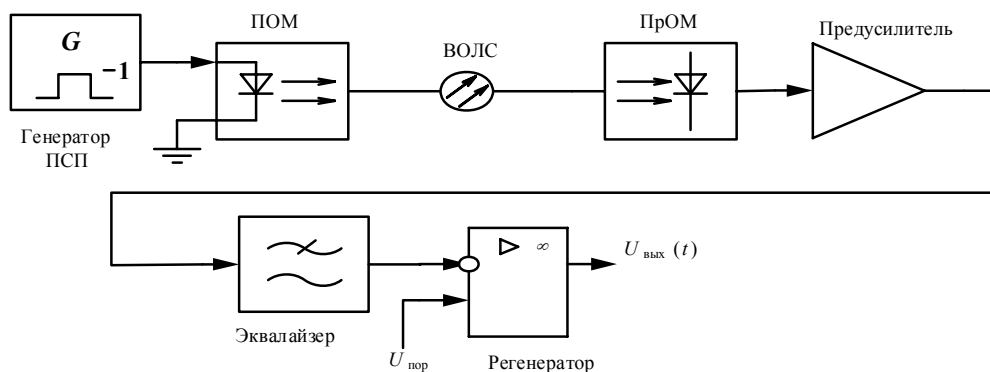 ПОМ
ВОЛС
ПрОМ
Предусилитель
G
−1
Генератор
ПСП
▷ ∞
U вых (t)
Эквалайзер
U пор
Регенератор